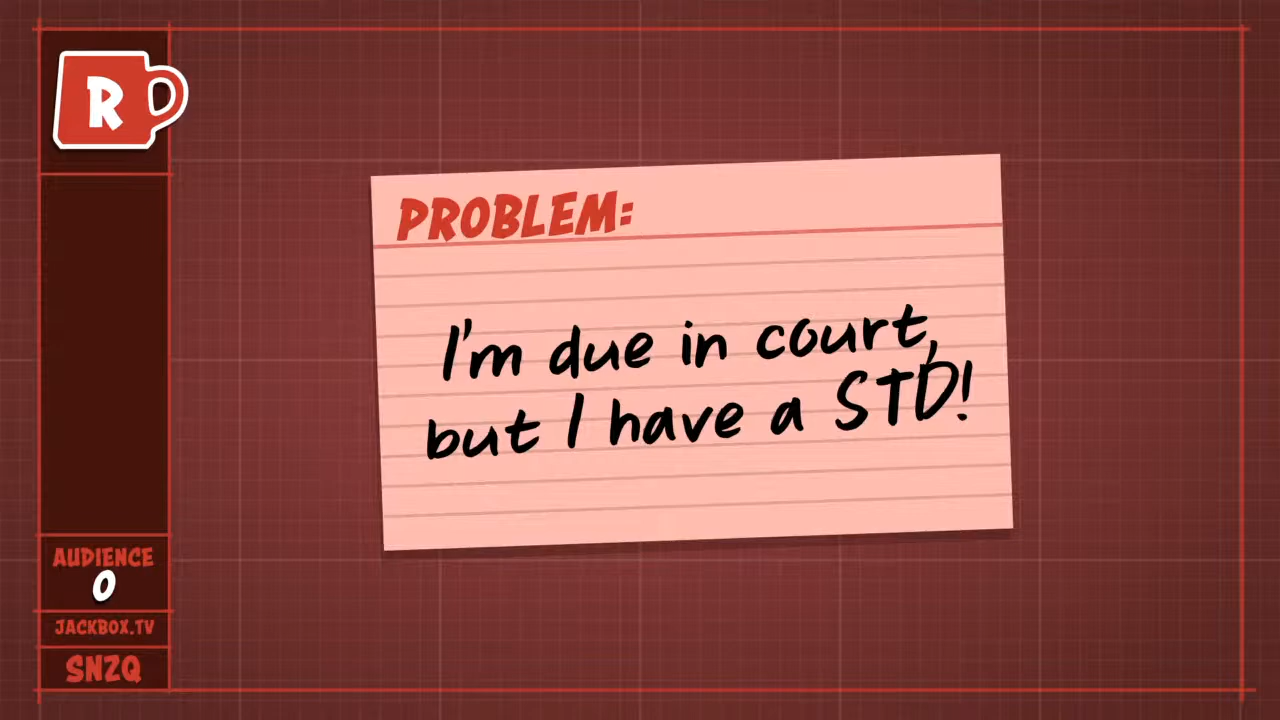 R
PROBLEM:
I'm due in court,
but I have a STD!
AUDIENCE
0
JACKBOX.TV
SNZQ